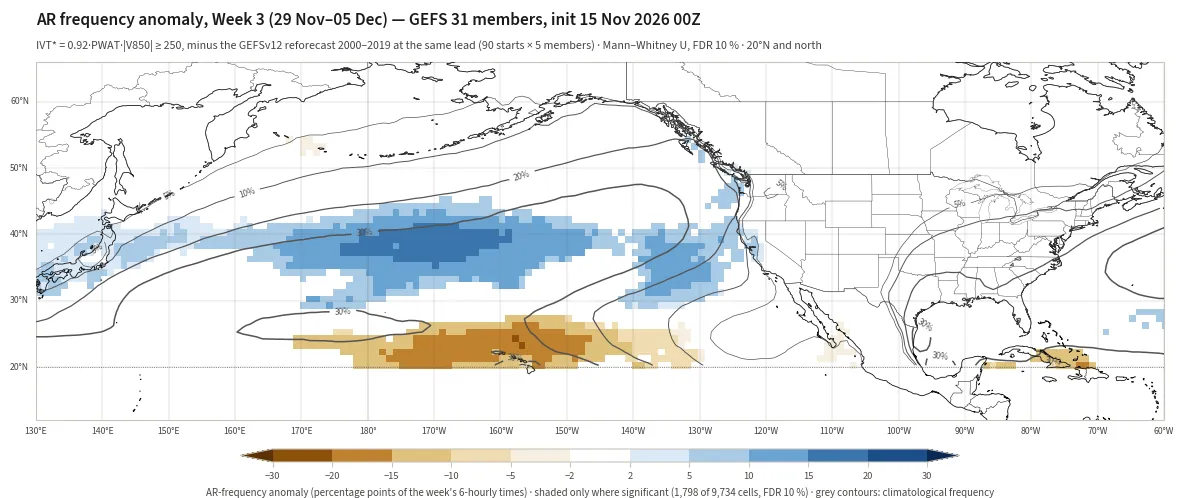 AR frequency anomaly, Week 3 (29 Nov–05 Dec) — GEFS 31 members, init 15 Nov 2026 00Z
IVT* = 0.92·PWAT·|V850| ≥ 250, minus the GEFSv12 reforecast 2000–2019 at the same lead (90 starts × 5 members) · Mann–Whitney U, FDR 10 % · 20°N and north
60°N
50°N
5%
10%
20%
5%
5%
40°N
30%
30°N
30%
30%
30%
20°N
130°E 140°E 150°E 160°E 170°E 180° 170°W 160°W 150°W 140°W 130°W 120°W 110°W 100°W 90°W 80°W 70°W 60°W
−30 −20 −15 −10 −5 −2 2 5 10 15 20 30
AR-frequency anomaly (percentage points of the week's 6-hourly times) · shaded only where significant (1,798 of 9,734 cells, FDR 10 %) · grey contours: climatological frequency